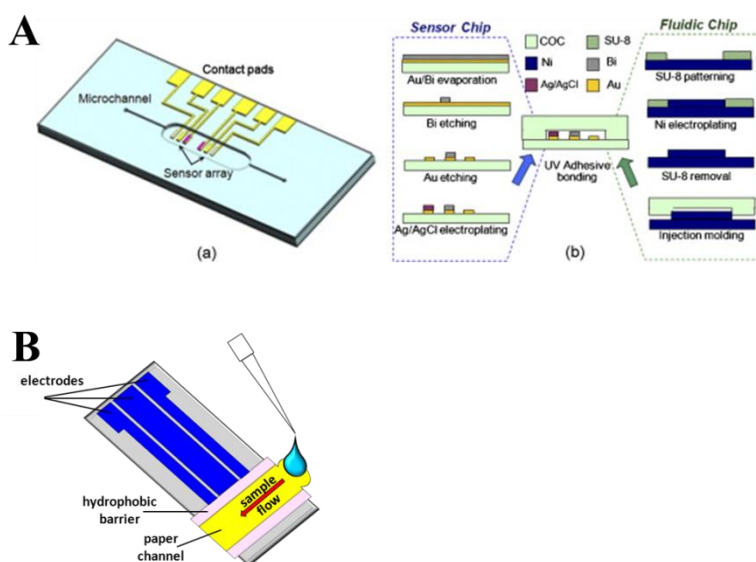 A
Contact pads
Microchannel
Sensor array
(a)
Sensor Chip
Fluidic Chip
COC
SU-8
Ni
Bi
Ag/AgCl
Au
Au/Bi evaporation
Bi etching
Au etching
Ag/AgCl electroplating
UV Adhesive
bonding
SU-8 patterning
Ni electroplating
SU-8 removal
Injection molding
(b)
B
electrodes
hydrophobic
barrier
paper
channel
sample
flow